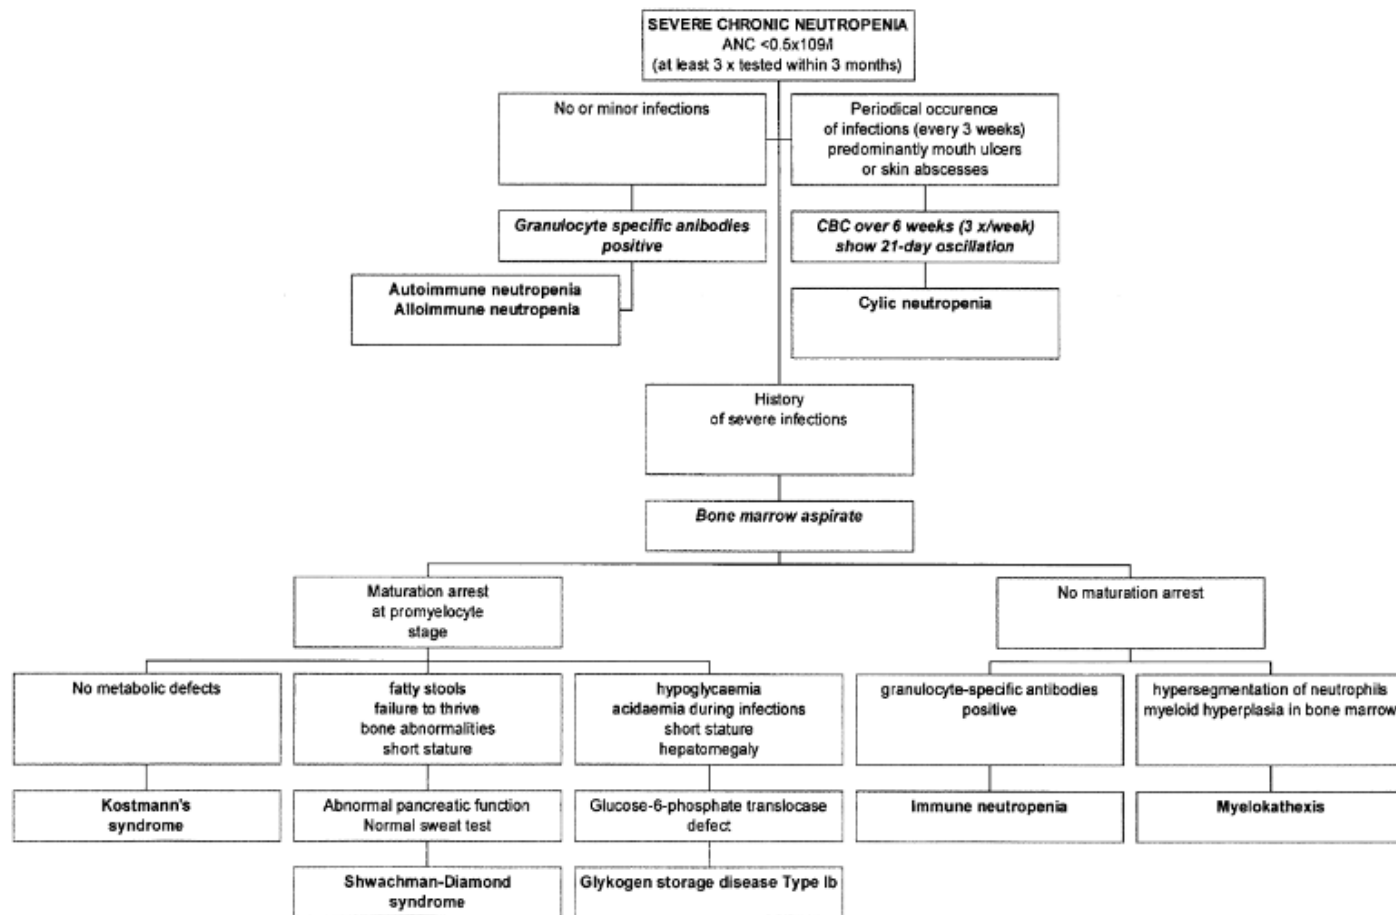 SEVERE CHRONIC NEUTROPENIA
ANC <0.5x109/l
(at least 3 x tested within 3 months)
No or minor infections
Periodical occurence
of infections (every 3 weeks)
predominantly mouth ulcers
or skin abscesses
Granulocyte specific anibodies
positive
CBC over 6 weeks (3 x/week)
show 21-day oscillation
Autoimmune neutropenia
Alloimmune neutropenia
Cylic neutropenia
History
of severe infections
Bone marrow aspirate
Maturation arrest
at promyelocyte
stage
No maturation arrest
No metabolic defects
fatty stools
failure to thrive
bone abnormalities
short stature
hypoglycaemia
acidaemia during infections
short stature
hepatomegaly
granulocyte-specific antibodies
positive
hypersegmentation of neutrophils
myeloid hyperplasia in bone marrow
Kostmann's
syndrome
Abnormal pancreatic function
Normal sweat test
Glucose-6-phosphate translocase
defect
Immune neutropenia
Myelokathexis
Shwachman-Diamond
syndrome
Glykogen storage disease Type Ib